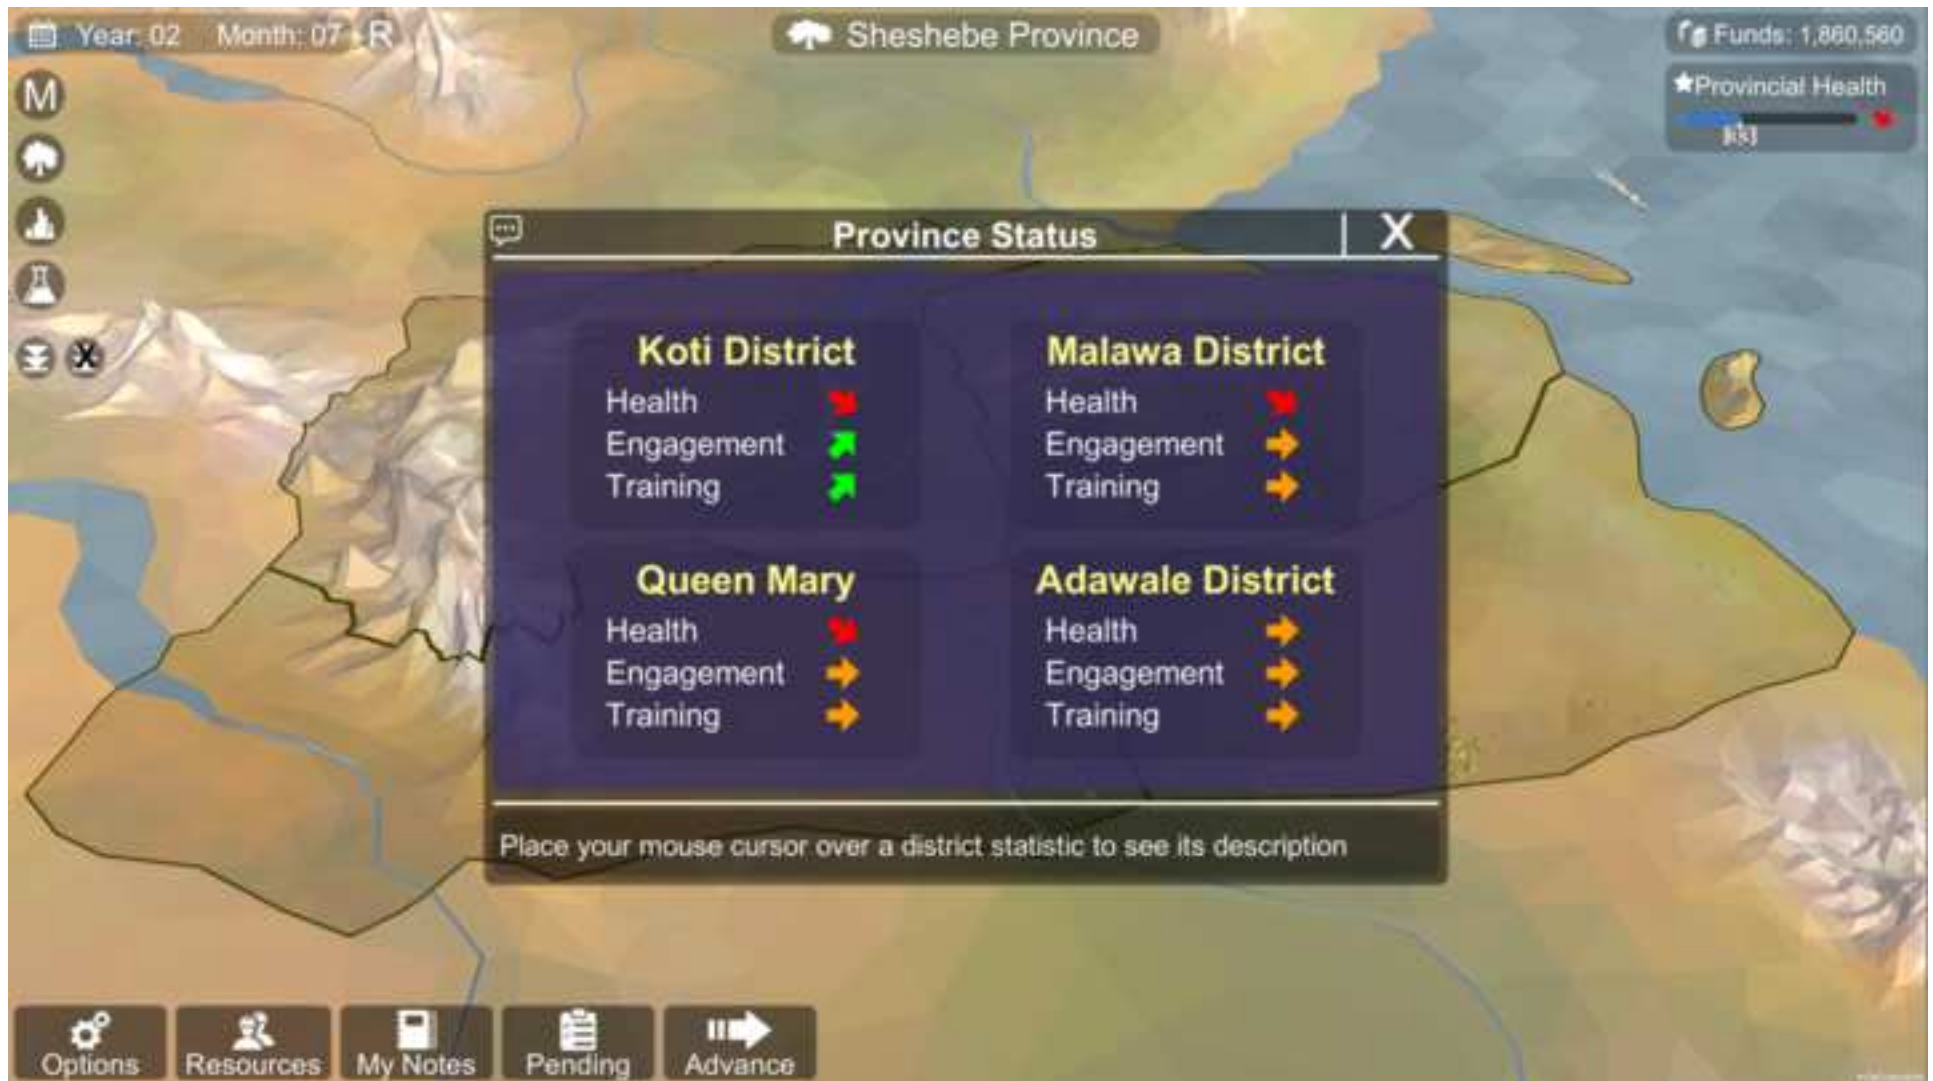 Year: 02 Month: 07 R
Sheshebe Province
Funds: 1,860,560
Provincial Health
M
X
Province Status
X
Koti District
Health
Engagement
Training
Malawa District
Health
Engagement
Training
Queen Mary
Health
Engagement
Training
Adawale District
Health
Engagement
Training
Place your mouse cursor over a district statistic to see its description
Options
Resources
My Notes
Pending
Advance